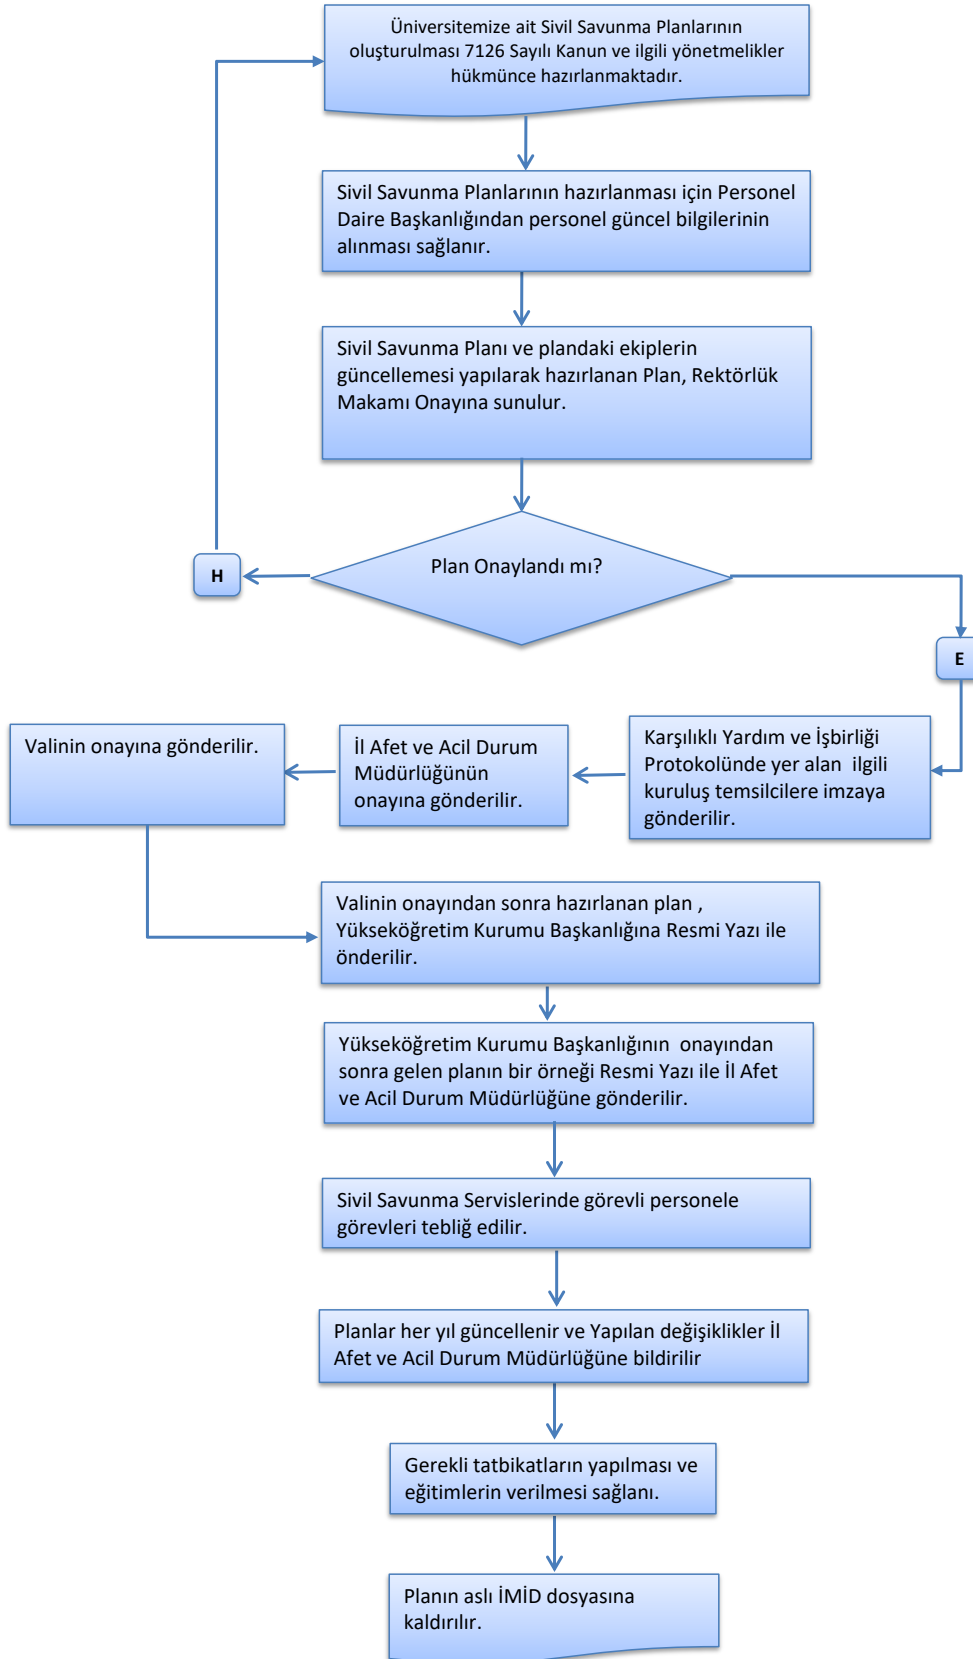 Üniversitemize ait Sivil Savunma Planlarının
oluşturulması 7126 Sayılı Kanun ve ilgili yönetmelikler
hükmünce hazırlanmaktadır.
Sivil Savunma Planlarının hazırlanması için Personel
Daire Başkanlığından personel güncel bilgilerinin
alınması sağlanır.
Sivil Savunma Planı ve plandaki ekiplerin
güncellemesi yapılarak hazırlanan Plan, Rektörlük
Makamı Onayına sunulur.
Plan Onaylandı mı?
H
E
Karşılıklı Yardım ve İşbirliği
Protokolünde yer alan ilgili
kuruluş temsilcilere imzaya
gönderilir.
İl Afet ve Acil Durum
Müdürlüğünün
onayına gönderilir.
Valinin onayına gönderilir.
Valinin onayından sonra hazırlanan plan ,
Yükseköğretim Kurumu Başkanlığına Resmi Yazı ile
önderilir.
Yükseköğretim Kurumu Başkanlığının onayından
sonra gelen planın bir örneği Resmi Yazı ile İl Afet
ve Acil Durum Müdürlüğüne gönderilir.
Sivil Savunma Servislerinde görevli personele
görevleri tebliğ edilir.
Planlar her yıl güncellenir ve Yapılan değişiklikler İl
Afet ve Acil Durum Müdürlüğüne bildirilir
Gerekli tatbikatların yapılması ve
eğitimlerin verilmesi sağlanı.
Planın aslı İMİD dosyasına
kaldırılır.